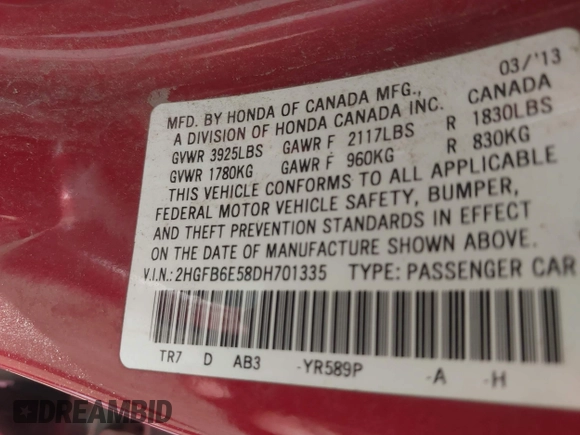 03/'13
MFD. BY HONDA OF CANADA MFG., CANADA
A DIVISION OF HONDA CANADA INC.
GVWR 3925LBS GAWR F 2117LBS R 1830LBS
GVWR 1780KG GAWR F 960KG R 830KG
THIS VEHICLE CONFORMS TO ALL APPLICABLE
FEDERAL MOTOR VEHICLE SAFETY, BUMPER,
AND THEFT PREVENTION STANDARDS IN EFFECT
ON THE DATE OF MANUFACTURE SHOWN ABOVE.
V.I.N.: 2HGFB6E58DH701335 TYPE: PASSENGER CAR
TR7 D AB3 -YR589P -A -H
DREAMBID